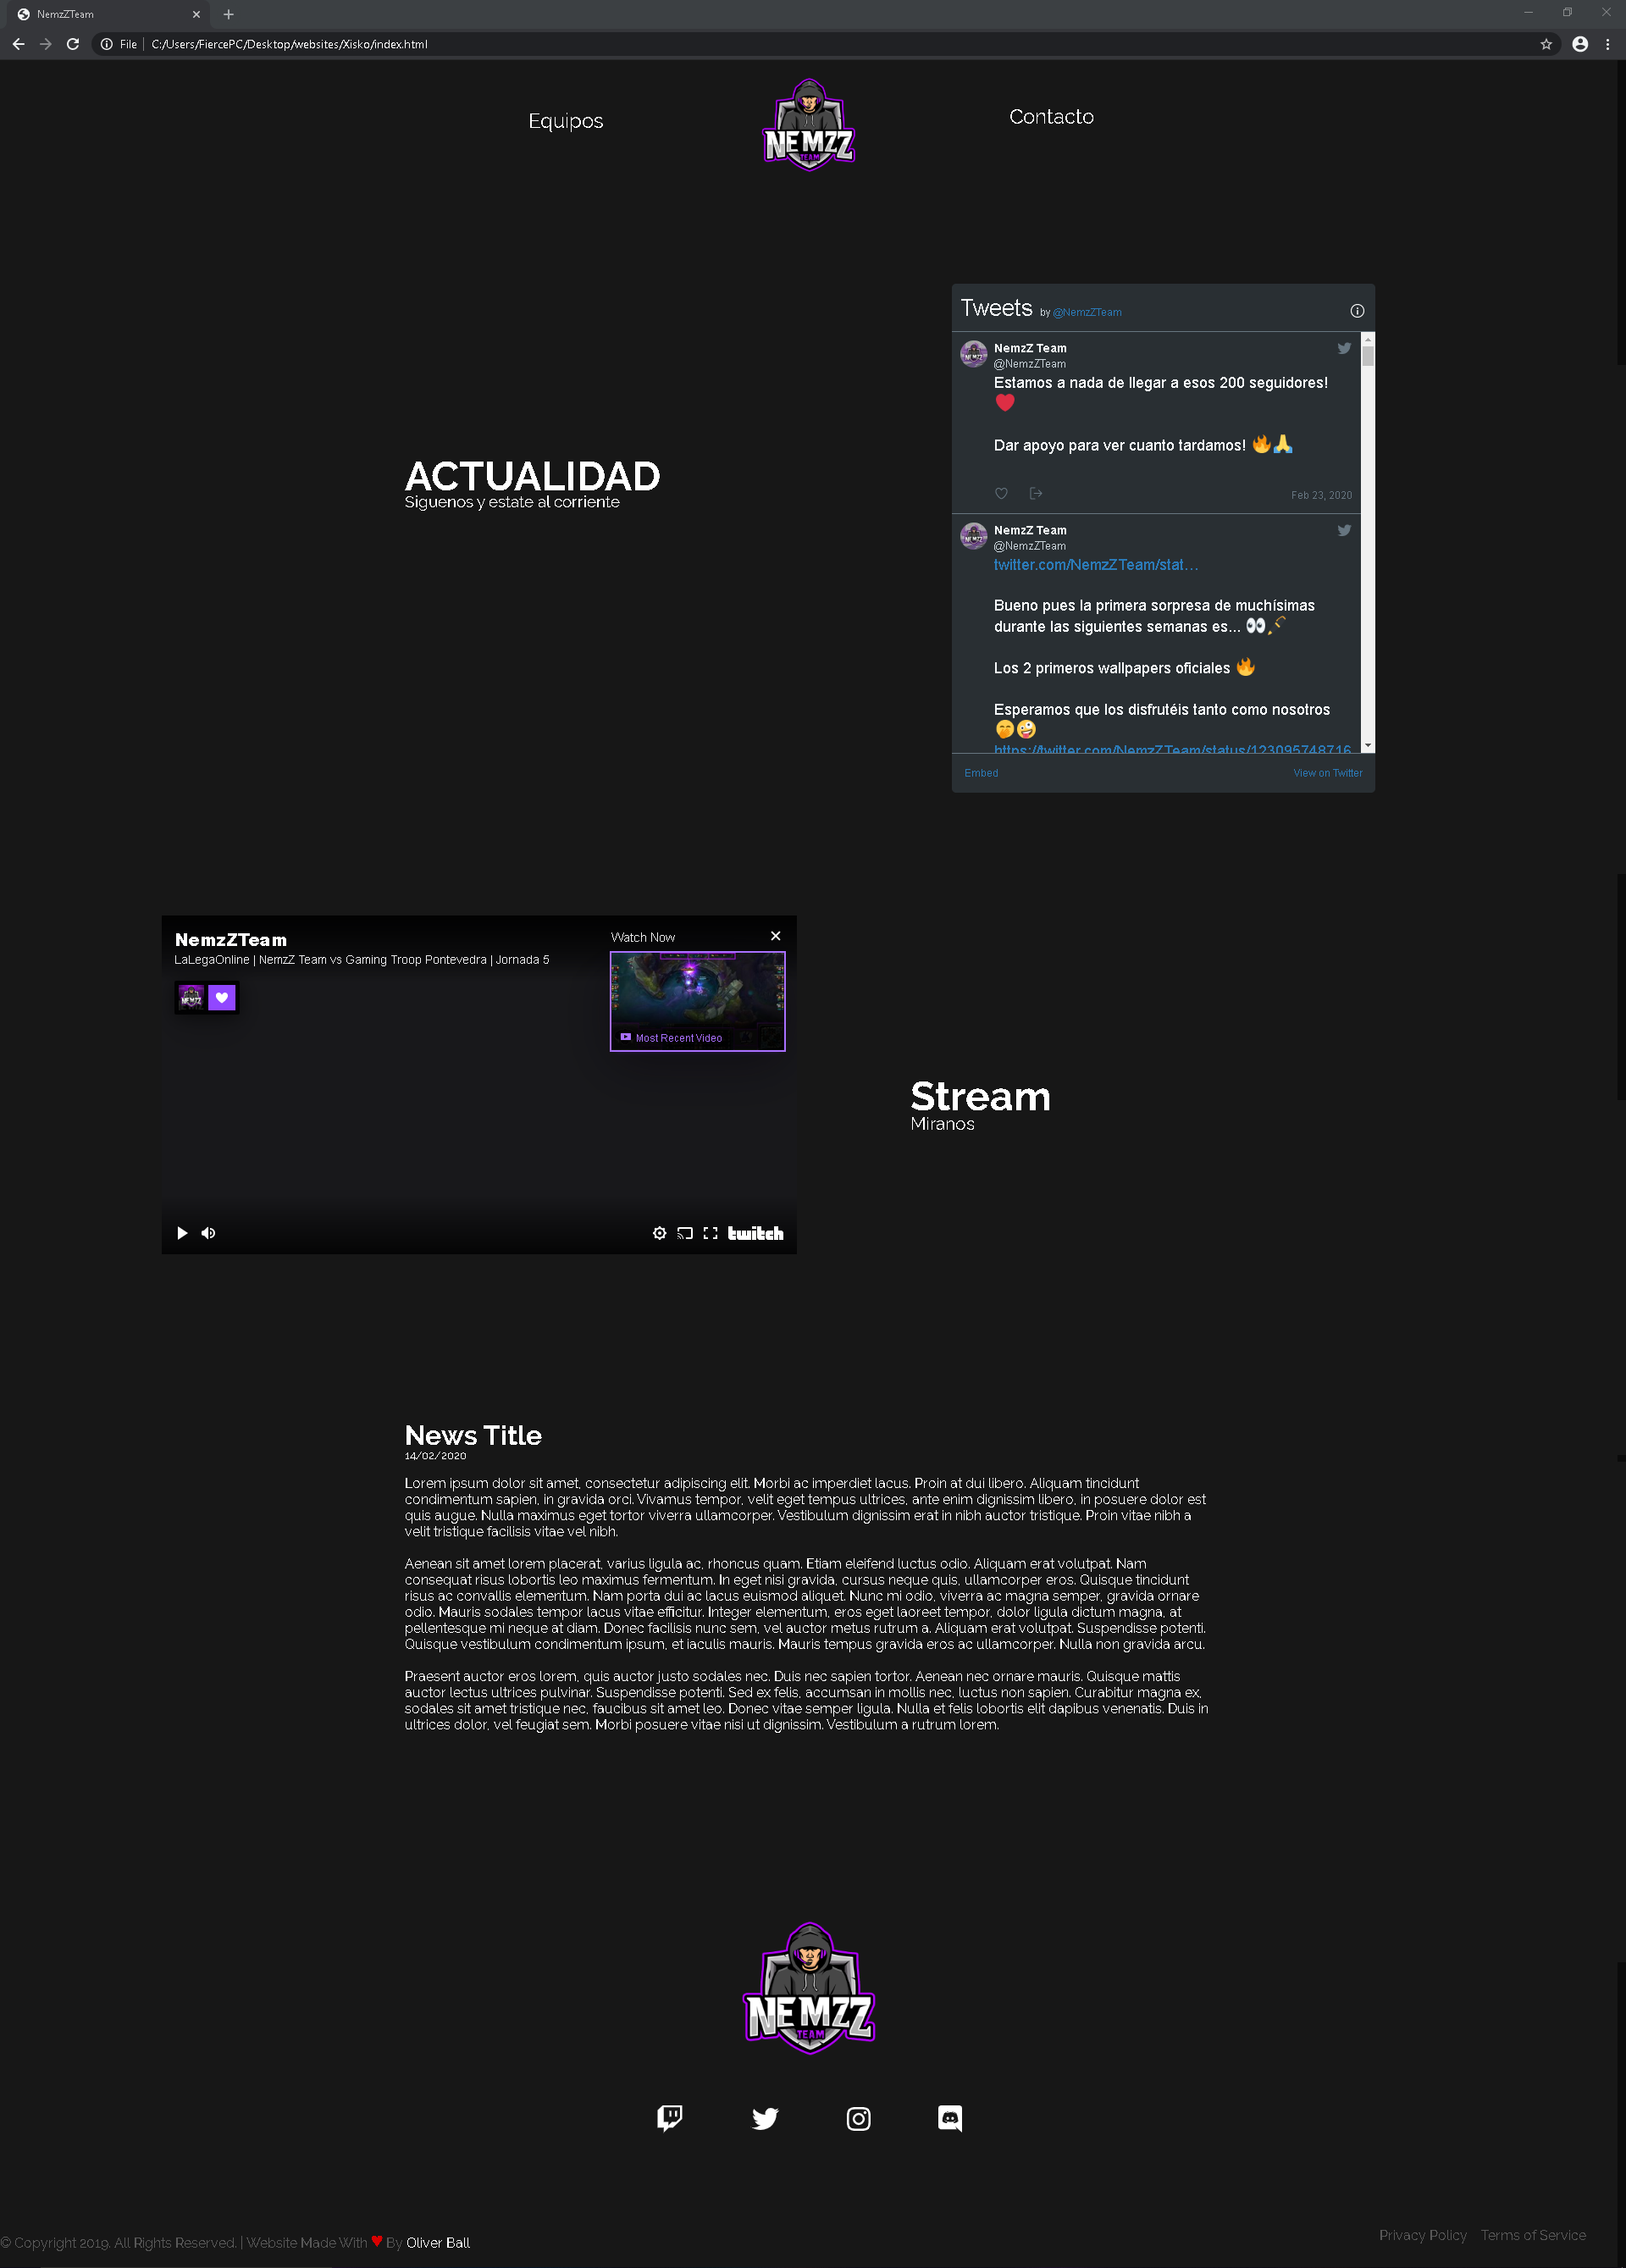 NemzZTeam
File
C:/Users/FiercePC/Desktop/websites/Xisko/index.html
Equipos
NEMZZ
TEAM
Contacto
Tweets by @NemzZTeam
NemzZ Team
@NemzZTeam
Estamos a nada de llegar a esos 200 seguidores!
❤️
Dar apoyo para ver cuanto tardamos! 🔥🙏
Feb 23, 2020
ACTUALIDAD
Siguenos y estate al corriente
NemzZ Team
@NemzZTeam
twitter.com/NemzZTeam/stat…
Bueno pues la primera sorpresa de muchísimas
durante las siguientes semanas es... 👀
Los 2 primeros wallpapers oficiales 🔥
Esperamos que los disfrutéis tanto como nosotros
🤭🤪
https://twitter.com/NemzZTeam/status/123095748716
Embed
View on Twitter
NemzZTeam
LaLegaOnline | NemzZ Team vs Gaming Troop Pontevedra | Jornada 5
Watch Now
NEMZZ
Most Recent Video
twitch
Stream
Miranos
News Title
14/02/2020
Lorem ipsum dolor sit amet, consectetur adipiscing elit. Morbi ac imperdiet lacus. Proin at dui libero. Aliquam tincidunt
condimentum sapien, in gravida orci. Vivamus tempor, velit eget tempus ultrices, ante enim dignissim libero, in posuere dolor est
quis augue. Nulla maximus eget tortor viverra ullamcorper. Vestibulum dignissim erat in nibh auctor tristique. Proin vitae nibh a
velit tristique facilisis vitae vel nibh.
Aenean sit amet lorem placerat, varius ligula ac, rhoncus quam. Etiam eleifend luctus odio. Aliquam erat volutpat. Nam
consequat risus lobortis leo maximus fermentum. In eget nisi gravida, cursus neque quis, ullamcorper eros. Quisque tincidunt
risus ac convallis elementum. Nam porta dui ac lacus euismod aliquet. Nunc mi odio, viverra ac magna semper, gravida ornare
odio. Mauris sodales tempor lacus vitae efficitur. Integer elementum, eros eget laoreet tempor, dolor ligula dictum magna, at
pellentesque mi neque at diam. Donec facilisis nunc sem, vel auctor metus rutrum a. Aliquam erat volutpat. Suspendisse potenti.
Quisque vestibulum condimentum ipsum, et iaculis mauris. Mauris tempus gravida eros ac ullamcorper. Nulla non gravida arcu.
Praesent auctor eros lorem, quis auctor justo sodales nec. Duis nec sapien tortor. Aenean nec ornare mauris. Quisque mattis
auctor lectus ultrices pulvinar. Suspendisse potenti. Sed ex felis, accumsan in mollis nec, luctus non sapien. Curabitur magna ex,
sodales sit amet tristique nec, faucibus sit amet leo. Donec vitae semper ligula. Nulla et felis lobortis elit dapibus venenatis. Duis in
ultrices dolor, vel feugiat sem. Morbi posuere vitae nisi ut dignissim. Vestibulum a rutrum lorem.
NEMZZ
TEAM
© Copyright 2019. All Rights Reserved. | Website Made With ♥ By Oliver Ball
Privacy Policy
Terms of Service